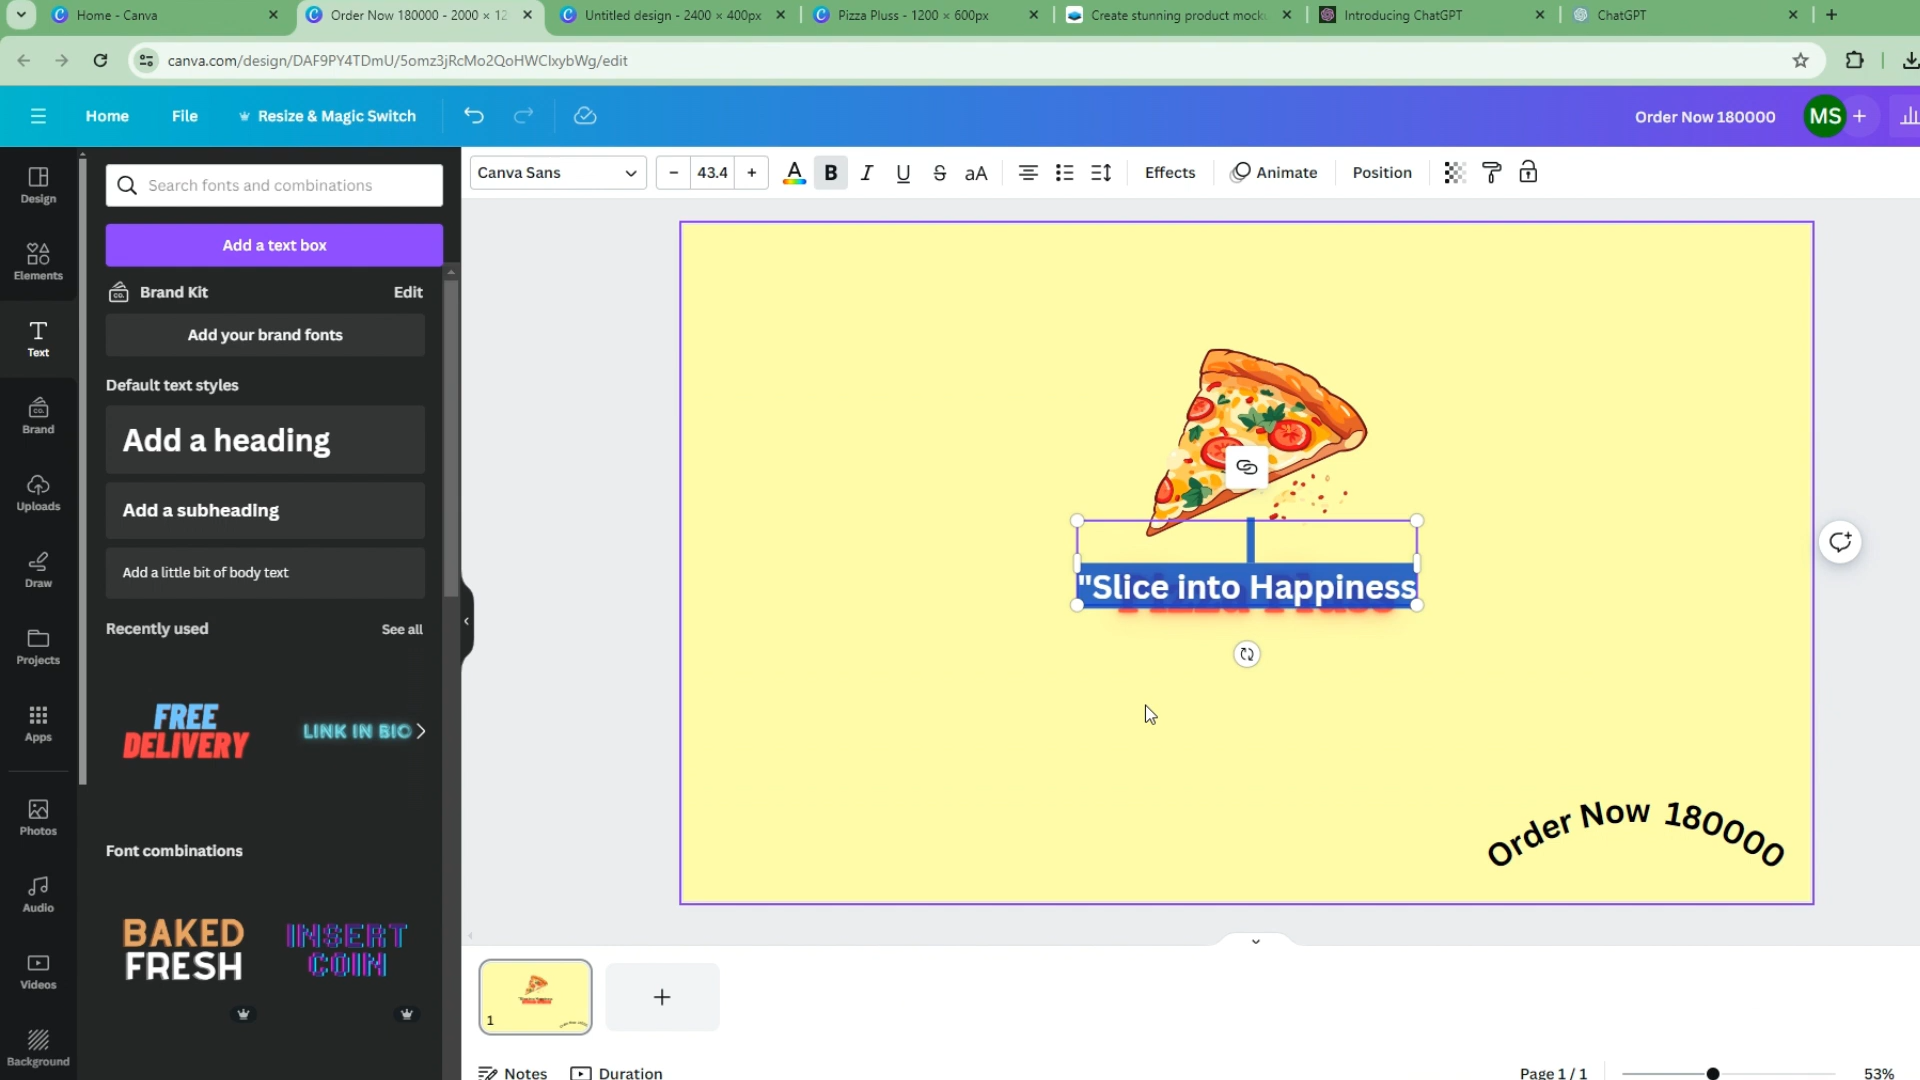 Home - Canva
Order Now 180000 - 2000 × 12
Untitled design - 2400 × 400px
Pizza Pluss - 1200 × 600px
Create stunning product mock
Introducing ChatGPT
ChatGPT
canva.com/design/DAF9PY4TDmU/5omz3jRcMo2QoHWCIxybWg/edit
Home
File
Resize & Magic Switch
Order Now 180000
MS
Canva Sans
43.4
Effects
Animate
Position
Design
Elements
Text
Brand
Uploads
Draw
Projects
Apps
Photos
Audio
Videos
Background
Search fonts and combinations
Add a text box
Brand Kit
Edit
Add your brand fonts
Default text styles
Add a heading
Add a subheading
Add a little bit of body text
Recently used
See all
FREE
DELIVERY
LINK IN BIO
Font combinations
BAKED
FRESH
INSERT
COIN
"Slice into Happiness
Order Now 180000
1
Notes
Duration
Page 1 / 1
53%